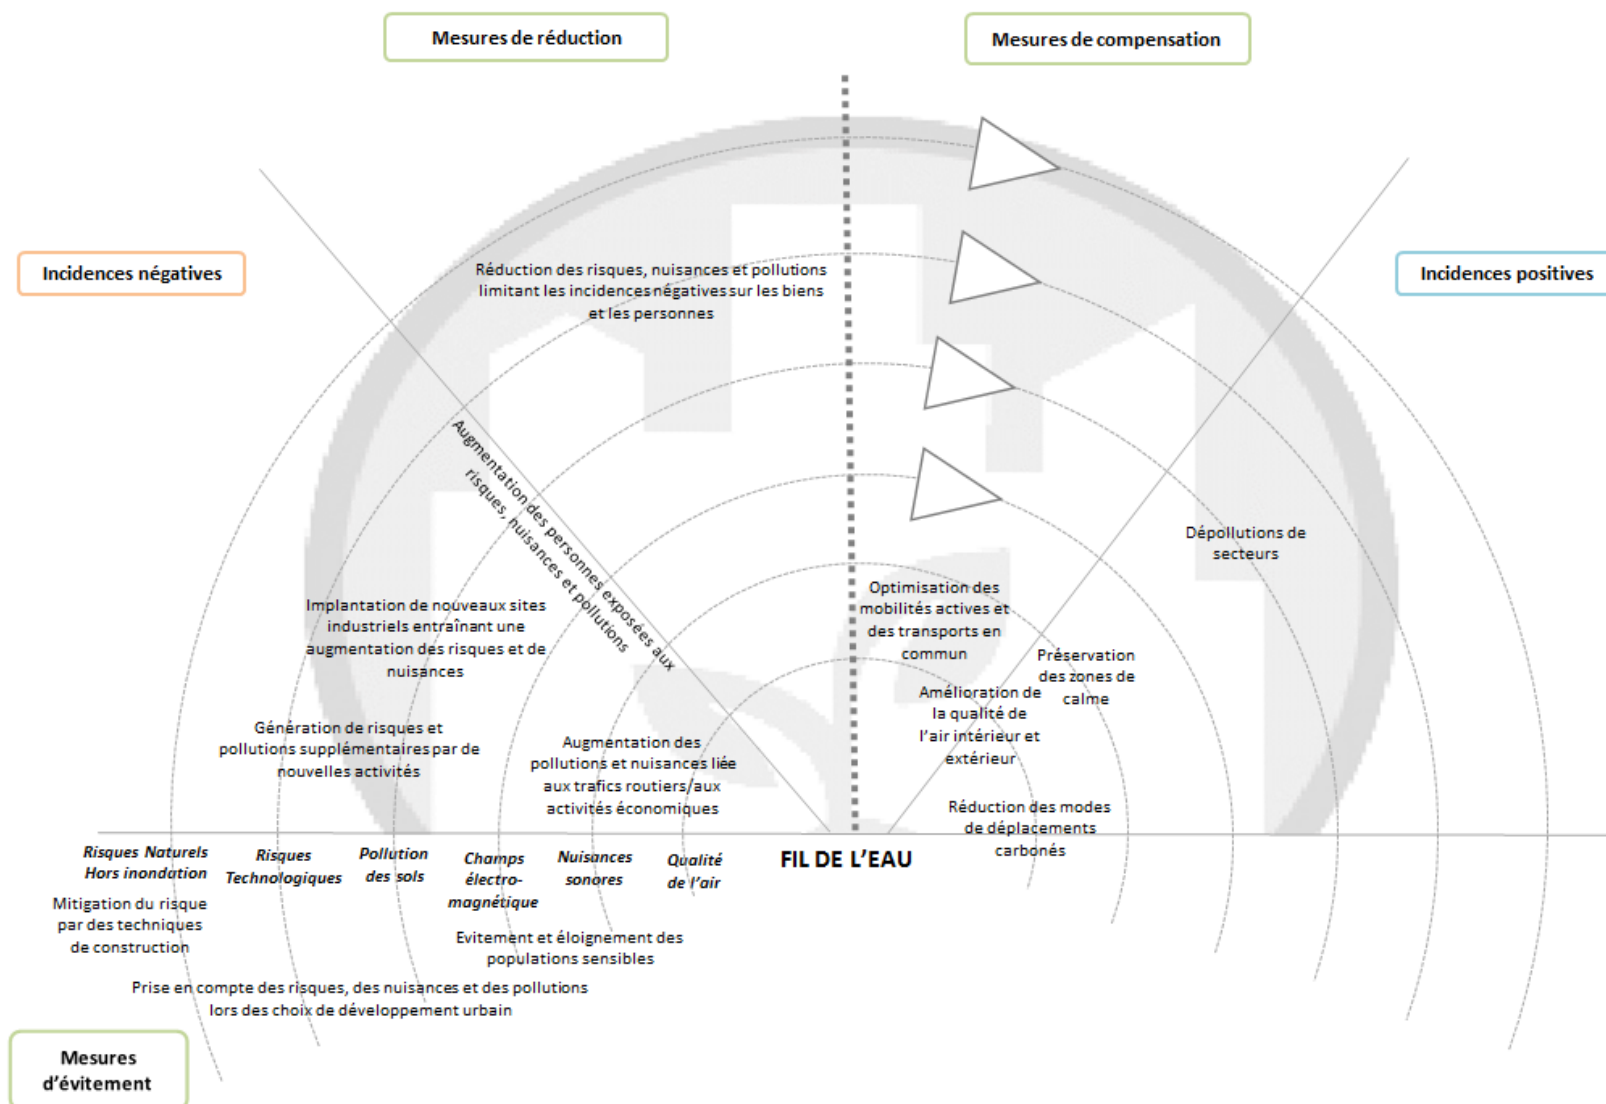 Mesures de réduction
Mesures de compensation
Incidences négatives
Incidences positives
Réduction des risques, nuisances et pollutions
limitant les incidences négatives sur les biens
et les personnes
Augmentation des personnes exposées aux
risques, nuisances et pollutions
Dépollutions de
secteurs
Implantation de nouveaux sites
industriels entraînant une
augmentation des risques et de
nuisances
Optimisation des
mobilités actives et
des transports en
commun
Préservation
des zones de
calme
Amélioration de
la qualité de
l'air intérieur et
extérieur
Génération de risques et
pollutions supplémentaires par de
nouvelles activités
Augmentation des
pollutions et nuisances liée
aux trafics routiers/aux
activités économiques
Réduction des modes
de déplacements
carbonés
Risques Naturels
Hors inondation
Risques
Technologiques
Pollution
des sols
Champs
électro-
magnétique
Nuisances
sonores
Qualité
de l'air
FIL DE L'EAU
Mitigation du risque
par des techniques
de construction
Evitement et éloignement des
populations sensibles
Prise en compte des risques, des nuisances et des pollutions
lors des choix de développement urbain
Mesures
d'évitement